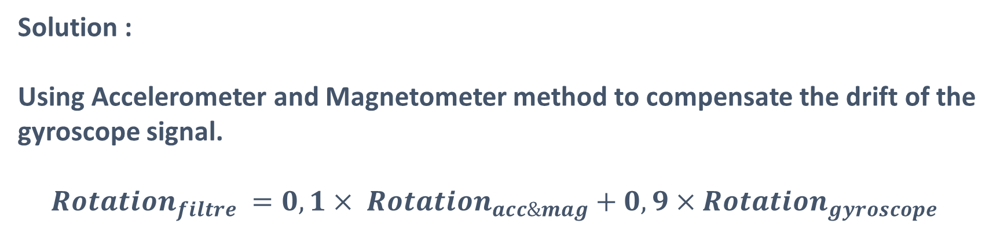 Solution :
Using Accelerometer and Magnetometer method to compensate the drift of the
gyroscope signal.
Rotation_filtre = 0,1 × Rotation_acc&mag + 0,9 × Rotation_gyroscope